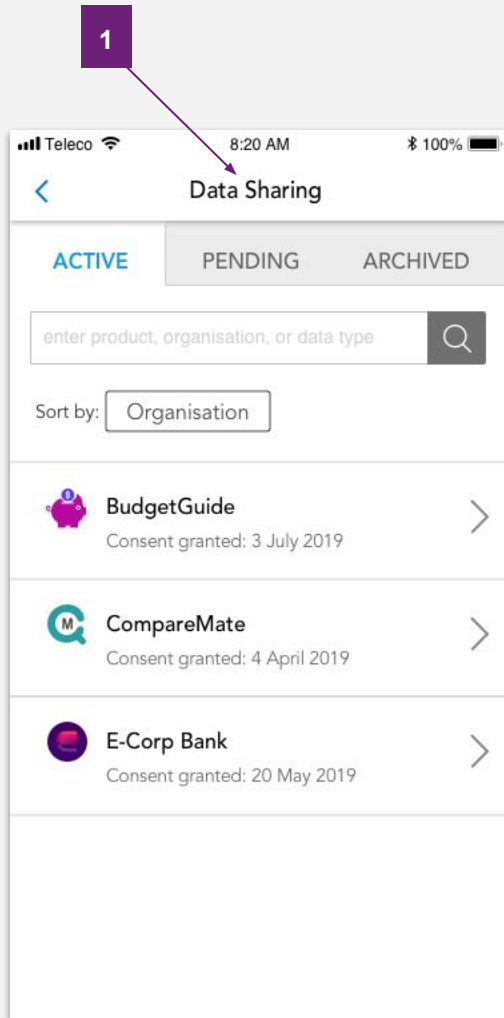 1
Teleco 8:20 AM 100%
Data Sharing
ACTIVE PENDING ARCHIVED
enter product, organisation, or data type
Sort by: Organisation
BudgetGuide
Consent granted: 3 July 2019
M
CompareMate
Consent granted: 4 April 2019
E-Corp Bank
Consent granted: 20 May 2019